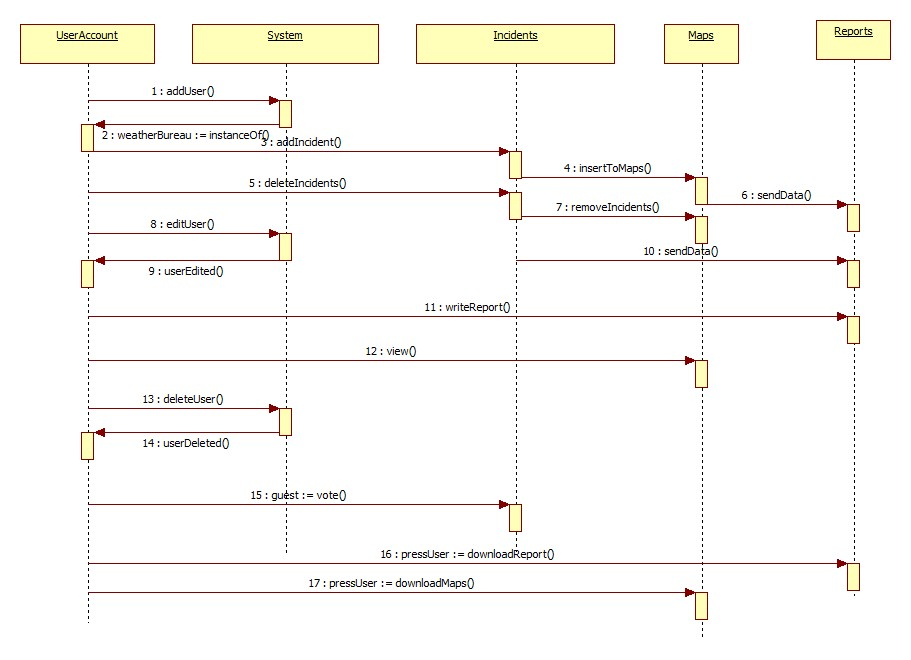 UserAccount
System
Incidents
Maps
Reports
1 : addUser()
2 : weatherBureau := instanceOf()
3 : addIncident()
4 : insertToMaps()
5 : deleteIncidents()
6 : sendData()
7 : removeIncidents()
8 : editUser()
9 : userEdited()
10 : sendData()
11 : writeReport()
12 : view()
13 : deleteUser()
14 : userDeleted()
15 : guest := vote()
16 : pressUser := downloadReport()
17 : pressUser := downloadMaps()